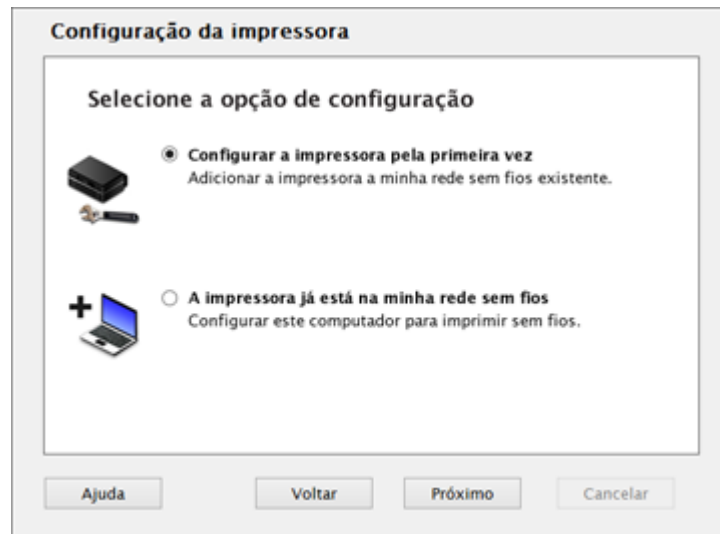 Configuração da impressora
Selecione a opção de configuração
Configurar a impressora pela primeira vez
Adicionar a impressora a minha rede sem fios existente.
A impressora já está na minha rede sem fios
Configurar este computador para imprimir sem fios.
Ajuda Voltar Próximo Cancelar